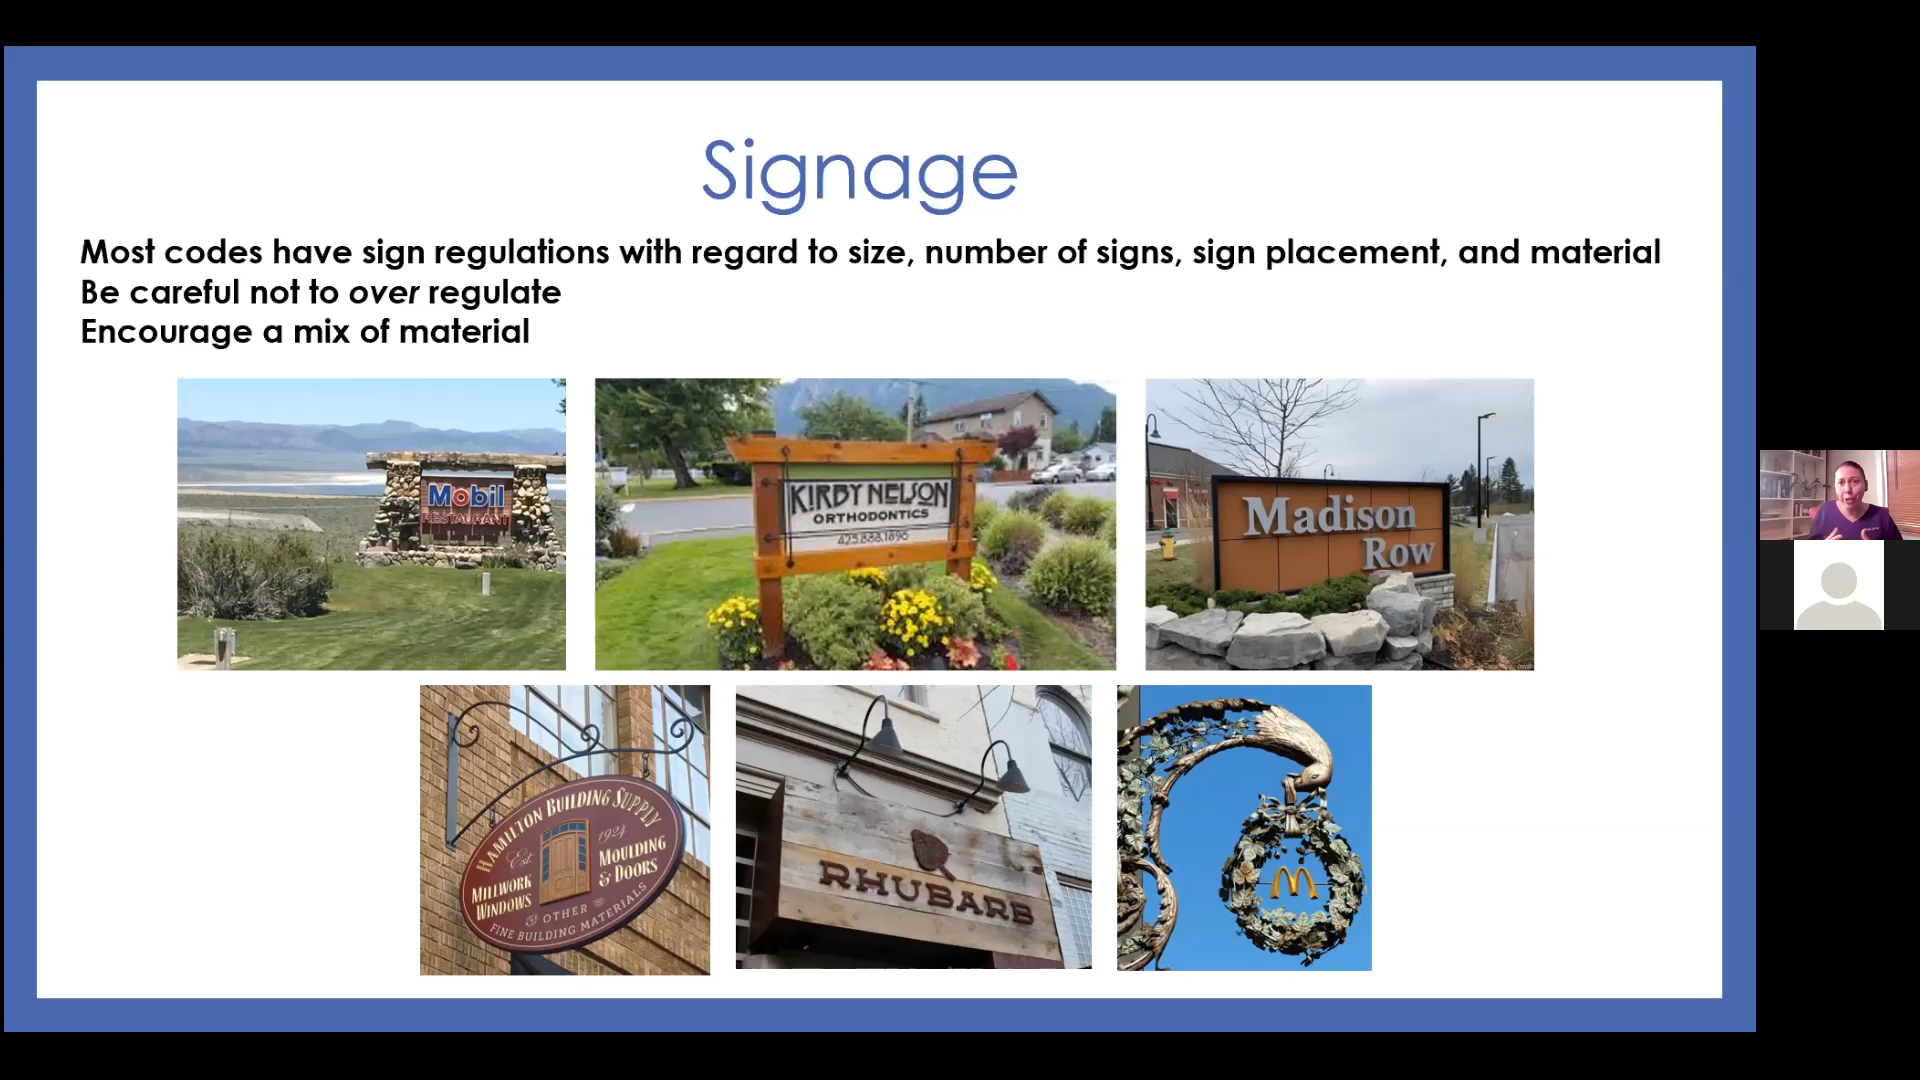 Signage
Most codes have sign regulations with regard to size, number of signs, sign placement, and material
Be careful not to over regulate
Encourage a mix of material
Mobil
RESTAURANT
KIRBY NELSON
ORTHODONTICS
425.888.1896
Madison
Row
HAMILTON BUILDING SUPPLY
Est. 1924
MILLWORK
WINDOWS
MOULDING
& DOORS
OTHER
FINE BUILDING MATERIALS
RHUBARB
M